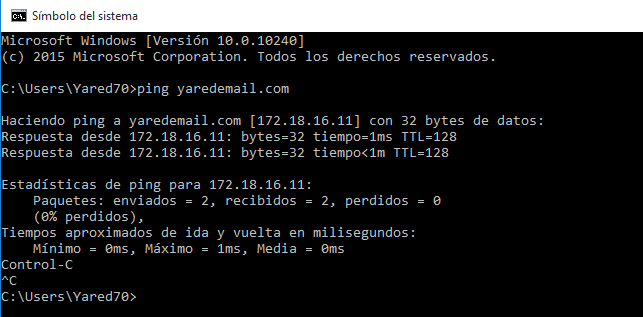 Símbolo del sistema
Microsoft Windows [Versión 10.0.10240]
(c) 2015 Microsoft Corporation. Todos los derechos reservados.
C:\Users\Yared70>ping yaredemail.com
Haciendo ping a yaredemail.com [172.18.16.11] con 32 bytes de datos:
Respuesta desde 172.18.16.11: bytes=32 tiempo=1ms TTL=128
Respuesta desde 172.18.16.11: bytes=32 tiempo<1m TTL=128
Estadísticas de ping para 172.18.16.11:
    Paquetes: enviados = 2, recibidos = 2, perdidos = 0
    (0% perdidos),
Tiempos aproximados de ida y vuelta en milisegundos:
    Mínimo = 0ms, Máximo = 1ms, Media = 0ms
Control-C
^C
C:\Users\Yared70>